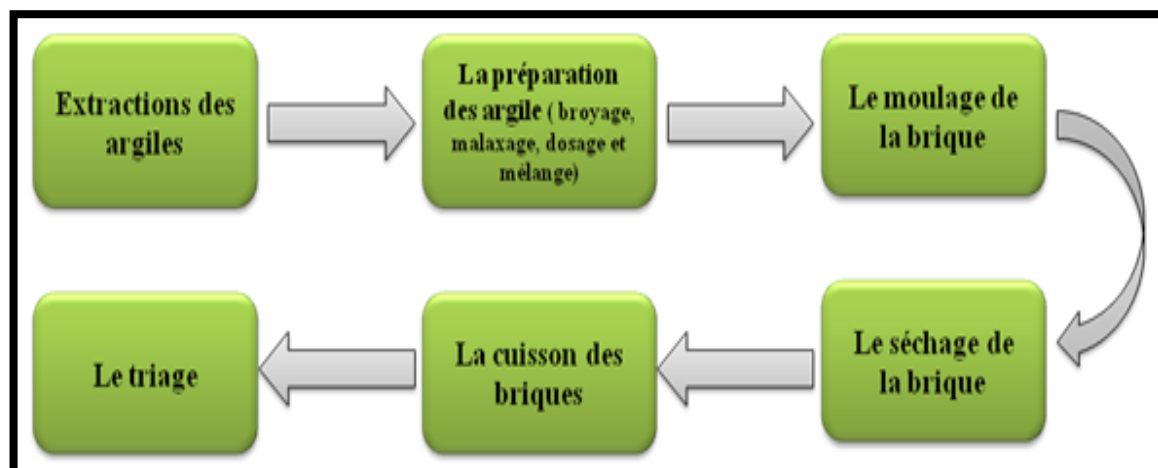 Extractions des
argiles
La préparation
des argile ( broyage,
malaxage, dosage et
mélange)
Le moulage de
la brique
Le séchage de
la brique
La cuisson des
briques
Le triage